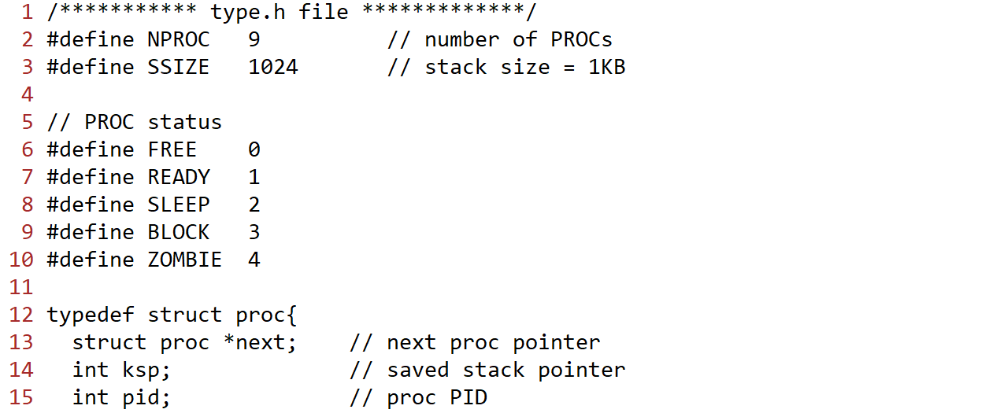 1 /*********** type.h file *************/
2 #define NPROC   9          // number of PROCs
3 #define SSIZE   1024       // stack size = 1KB
4
5 // PROC status
6 #define FREE    0
7 #define READY   1
8 #define SLEEP   2
9 #define BLOCK   3
10 #define ZOMBIE  4
11
12 typedef struct proc{
13   struct proc *next;    // next proc pointer
14   int ksp;              // saved stack pointer
15   int pid;              // proc PID